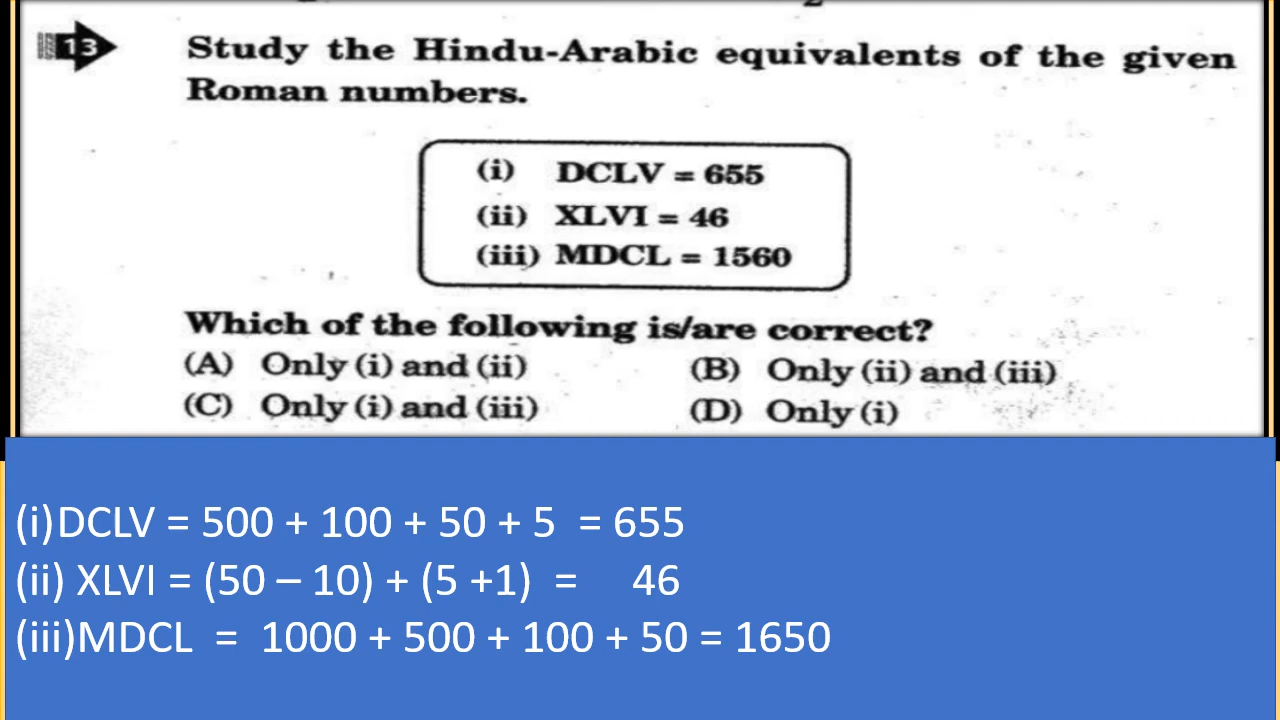 13 Study the Hindu-Arabic equivalents of the given
Roman numbers.
(i) DCLV = 655
(ii) XLVI = 46
(iii) MDCL = 1560
Which of the following is/are correct?
(A) Only (i) and (ii) (B) Only (ii) and (iii)
(C) Only (i) and (iii) (D) Only (i)
(i)DCLV = 500 + 100 + 50 + 5 = 655
(ii) XLVI = (50 – 10) + (5 +1) = 46
(iii)MDCL = 1000 + 500 + 100 + 50 = 1650